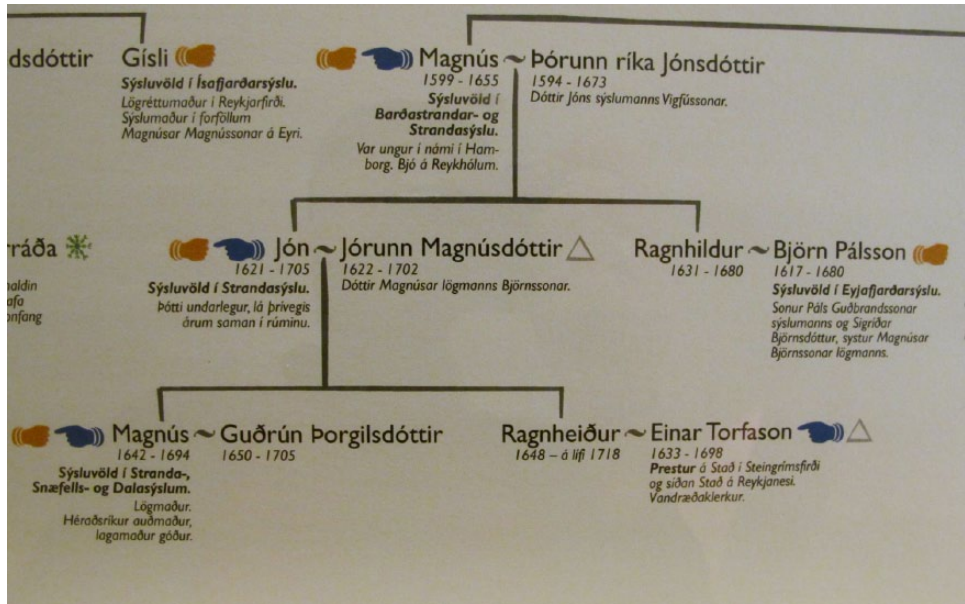 dsdóttir
Gísli
Sýsluvöld í Ísafjarðarsýslu.
Lögréttumaður í Reykjarfirði.
Sýslumaður í forföllum
Magnúsar Magnússonar á Eyri.
Magnús ~ Þórunn ríka Jónsdóttir
1599 - 1655
1594 - 1673
Sýsluvöld í
Barðastrandar- og
Strandasýslu.
Var ungur í námi í Ham-
borg. Bjó á Reykhólum.
Dóttir Jóns sýslumanns Vigfússonar.
rráða
naldin
afa
onfang
Jón ~ Jórunn Magnúsdóttir
1621 - 1705
1622 - 1702
Sýsluvöld í Strandasýslu.
Þótti undarlegur, lá þrívegis
árum saman í rúminu.
Dóttir Magnúsar lögmanns Björnssonar.
Ragnhildur ~ Björn Pálsson
1631 - 1680
1617 - 1680
Sýsluvöld í Eyjafjarðarsýslu.
Sonur Páls Guðbrandssonar
sýslumanns og Sigríðar
Björnsdóttur, systur Magnúsar
Björnssonar lögmanns.
Magnús ~ Guðrún Þorgilsdóttir
1642 - 1694
1650 - 1705
Sýsluvöld í Stranda-,
Snæfells- og Dalasýslum.
Lögmaður.
Héraðsríkur auðmaður,
lagamaður góður.
Ragnheiður ~ Einar Torfason
1648 – á lífi 1718
1633 - 1698
Prestur á Stað í Steingrímsfirði
og síðan Stað á Reykjanesi.
Vandræðaklerkur.